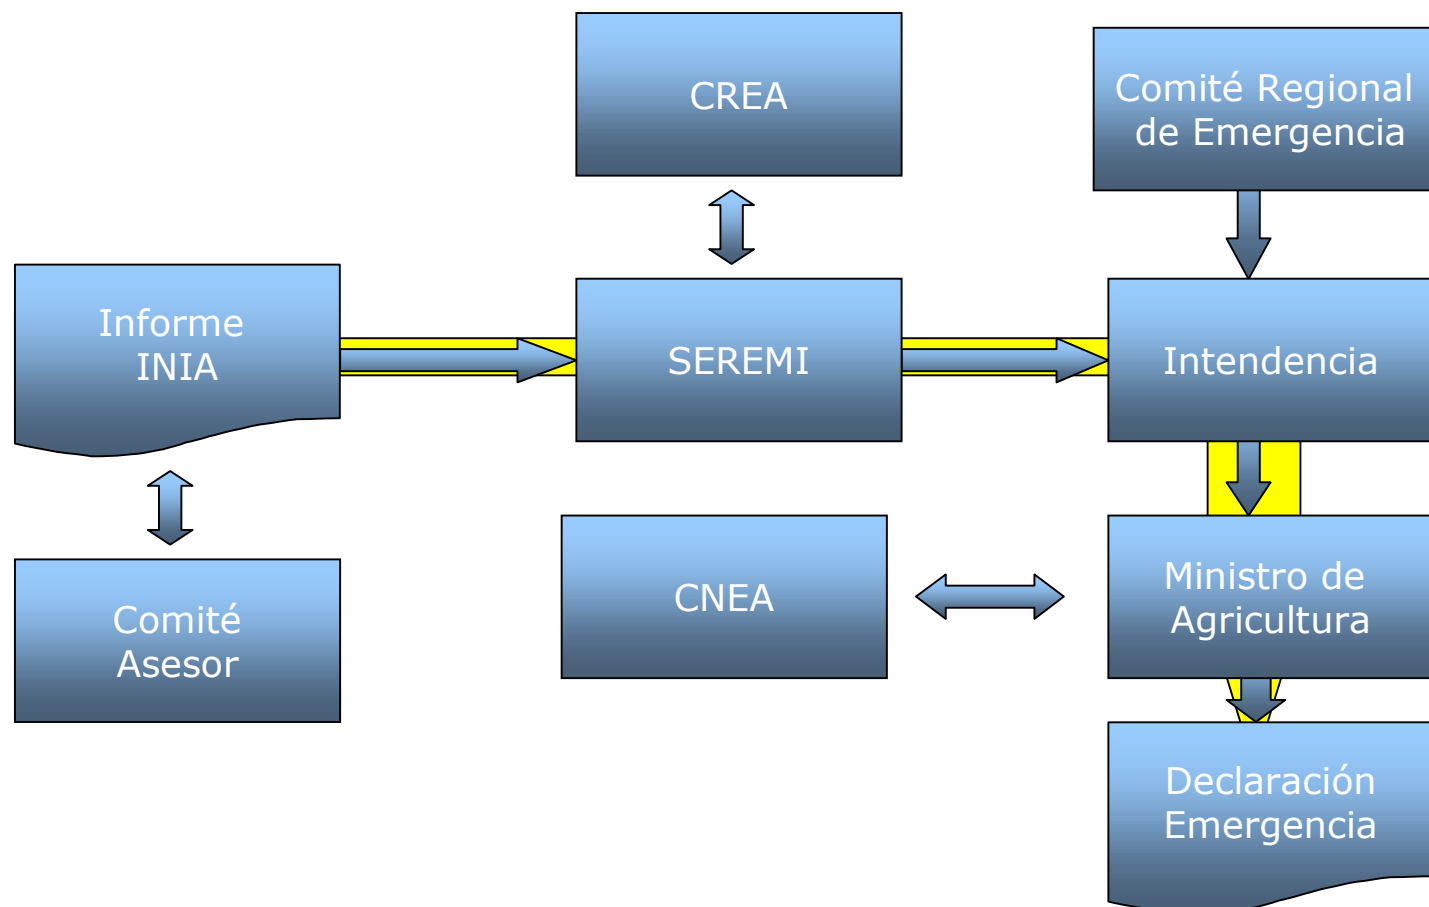 CREA
Comité Regional
de Emergencia
Informe
INIA
SEREMI
Intendencia
Comité
Asesor
CNEA
Ministro de
Agricultura
Declaración
Emergencia